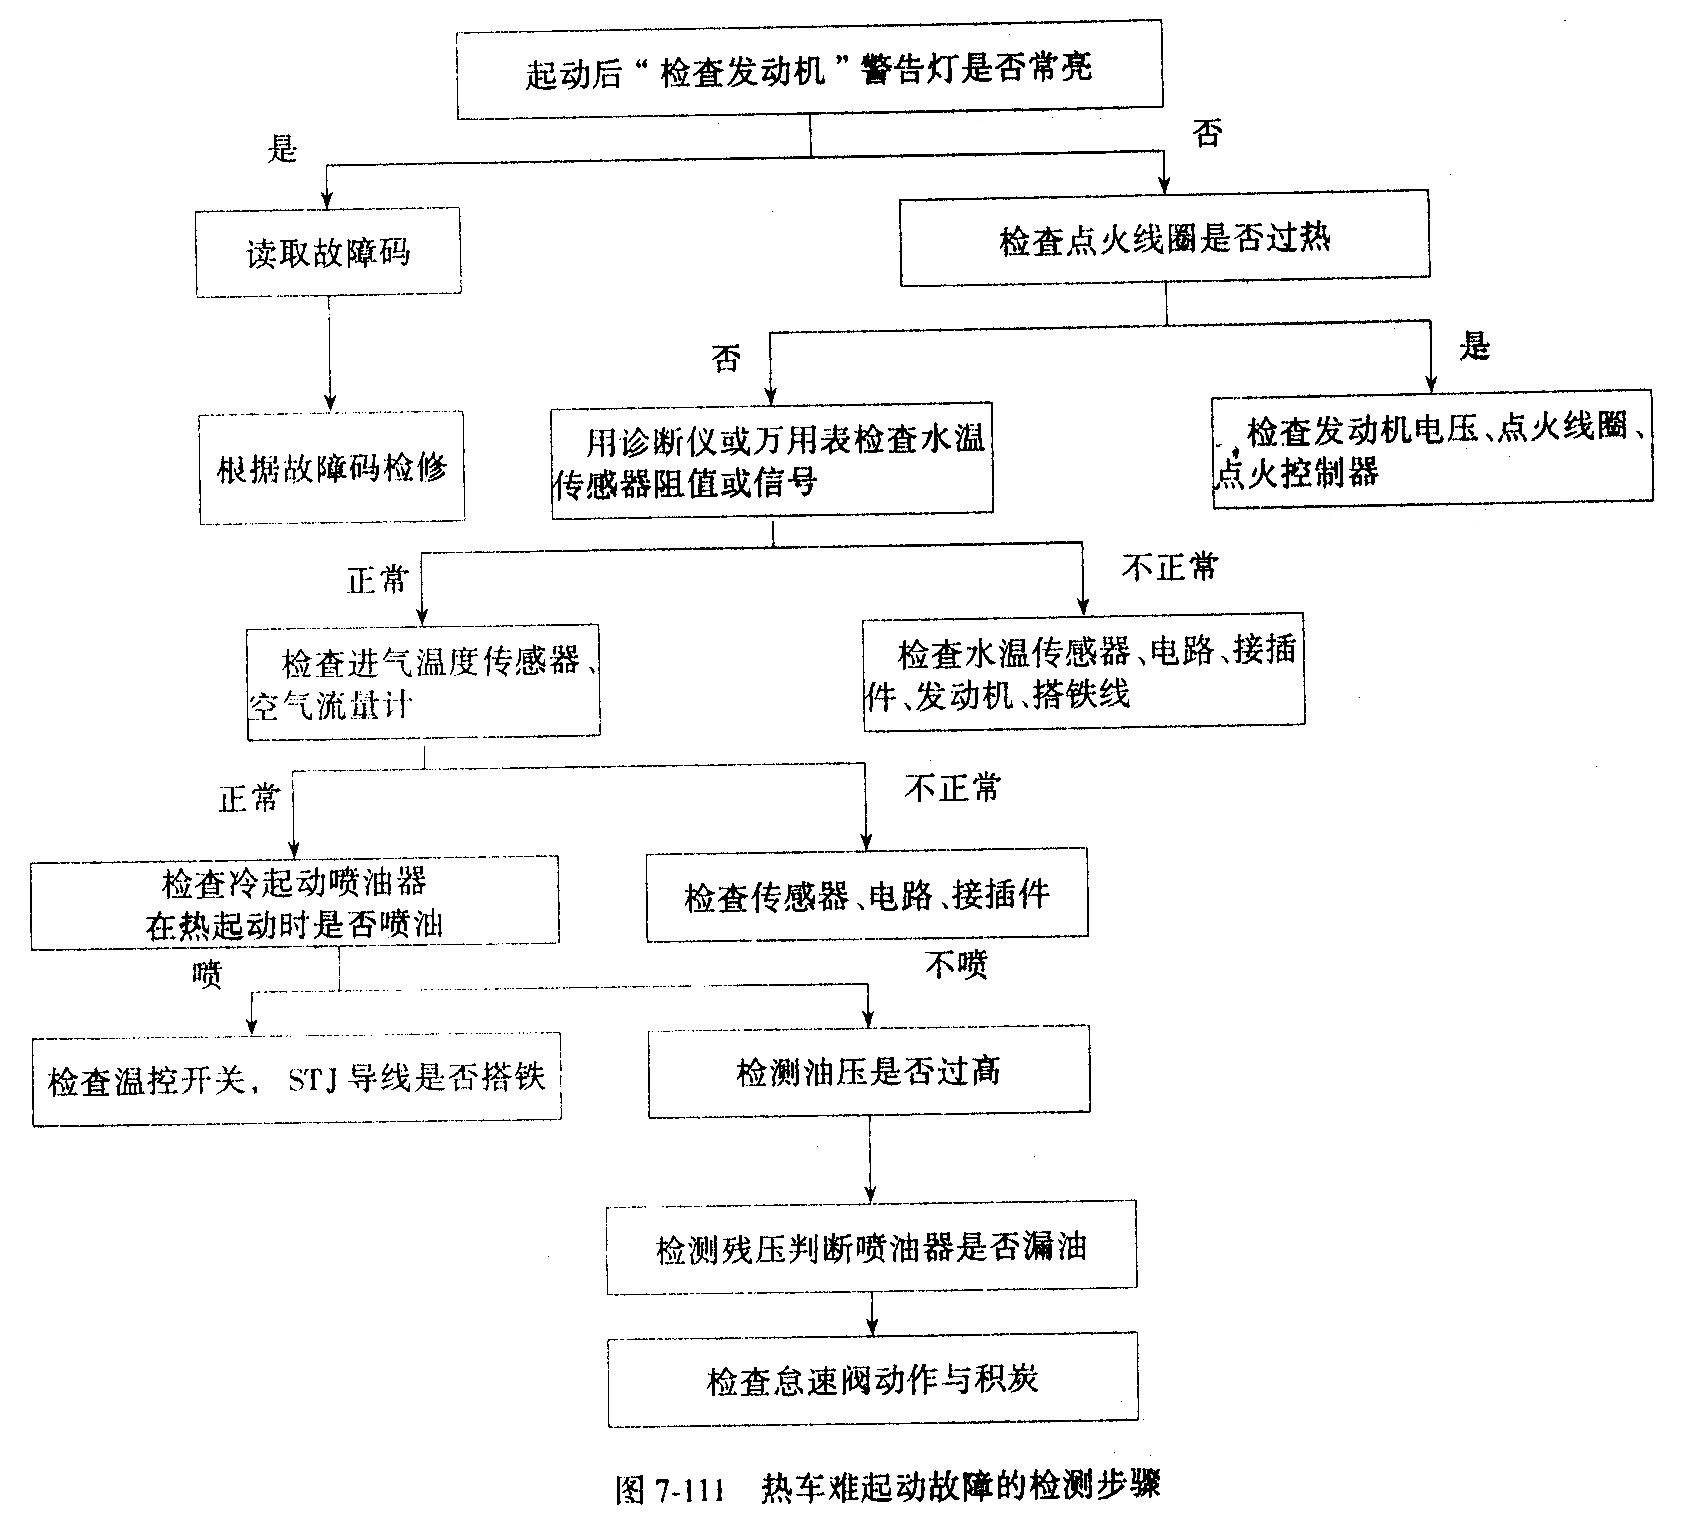 起动后“检查发动机”警告灯是否常亮
是
否
读取故障码
检查点火线圈是否过热
否
是
根据故障码检修
用诊断仪或万用表检查水温
传感器阻值或信号
检查发动机电压、点火线圈、
点火控制器
正常
不正常
检查进气温度传感器、
空气流量计
检查水温传感器、电路、接插
件、发动机、搭铁线
正常
不正常
检查冷起动喷油器
在热起动时是否喷油
检查传感器、电路、接插件
喷
不喷
检查温控开关，STJ导线是否搭铁
检测油压是否过高
检测残压判断喷油器是否漏油
检查怠速阀动作与积炭
图 7-111 热车难起动故障的检测步骤